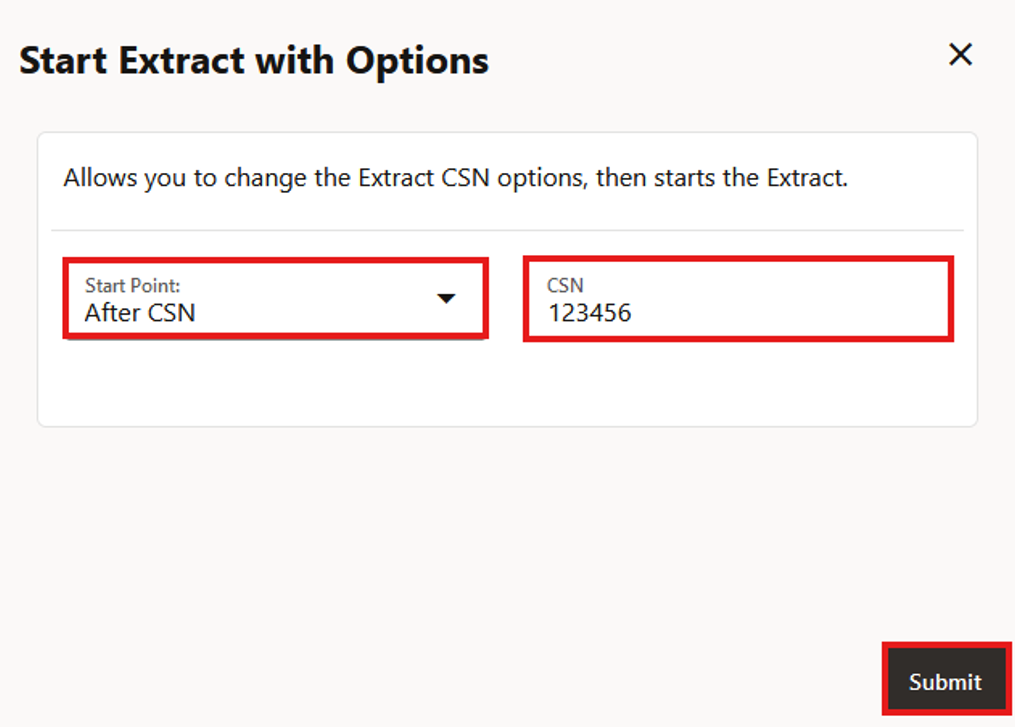 Start Extract with Options
Allows you to change the Extract CSN options, then starts the Extract.
Start Point:
After CSN
CSN
123456
Submit